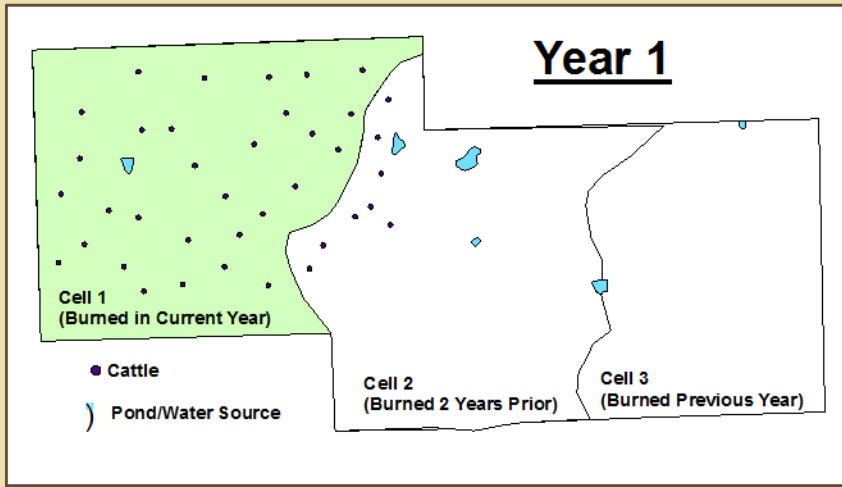 Year 1
Cell 1
(Burned in Current Year)
Cattle
Pond/Water Source
Cell 2
(Burned 2 Years Prior)
Cell 3
(Burned Previous Year)